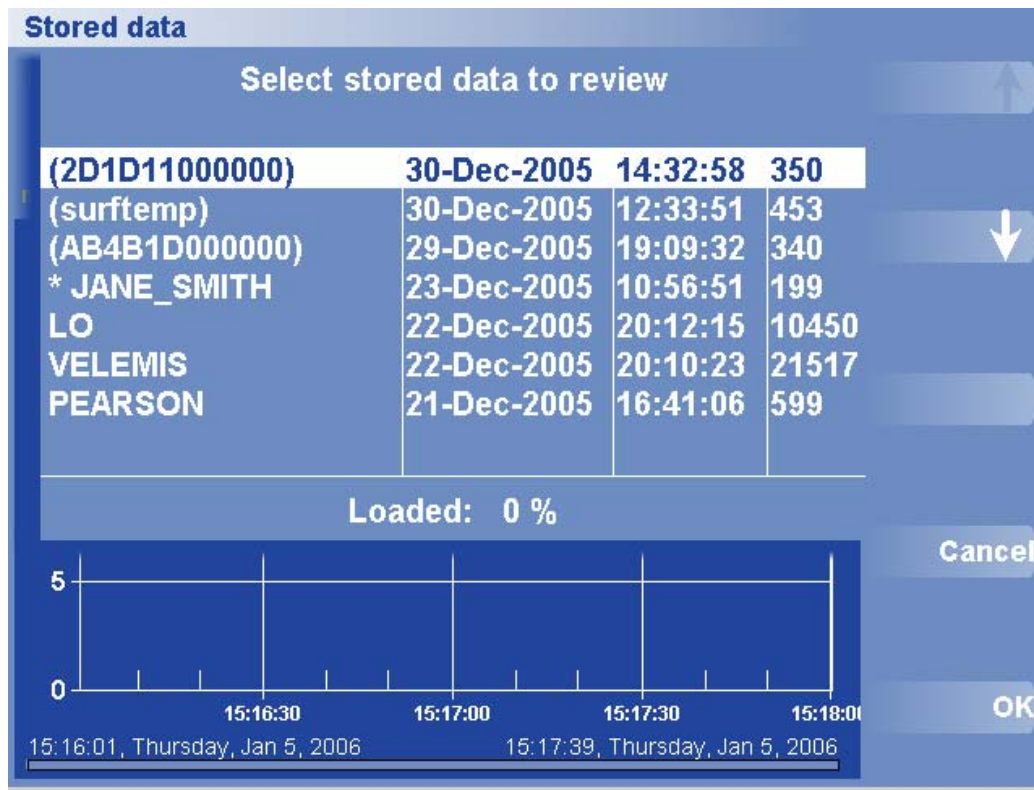 Stored data
Select stored data to review
(2D1D11000000) 30-Dec-2005 14:32:58 350
(surftemp) 30-Dec-2005 12:33:51 453
(AB4B1D000000) 29-Dec-2005 19:09:32 340
* JANE_SMITH 23-Dec-2005 10:56:51 199
LO 22-Dec-2005 20:12:15 10450
VELEMIS 22-Dec-2005 20:10:23 21517
PEARSON 21-Dec-2005 16:41:06 599
Loaded: 0 %
Cancel
5
0
15:16:30 15:17:00 15:17:30 15:18:00
OK
15:16:01, Thursday, Jan 5, 2006 15:17:39, Thursday, Jan 5, 2006